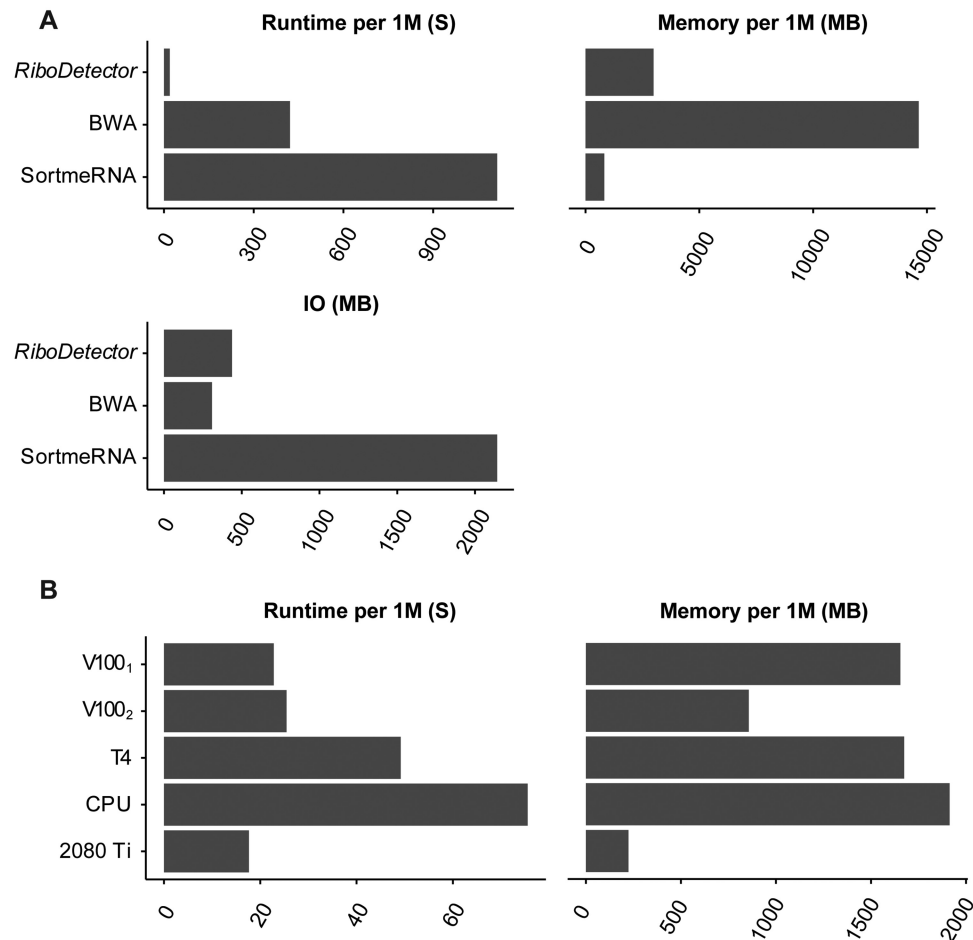 A
Runtime per 1M (S)
RiboDetector
BWA
SortmeRNA
0 300 600 900
Memory per 1M (MB)
0 5000 10000 15000
IO (MB)
RiboDetector
BWA
SortmeRNA
0 500 1000 1500 2000
B
Runtime per 1M (S)
V100₁
V100₂
T4
CPU
2080 Ti
0 20 40 60
Memory per 1M (MB)
0 500 1000 1500 2000